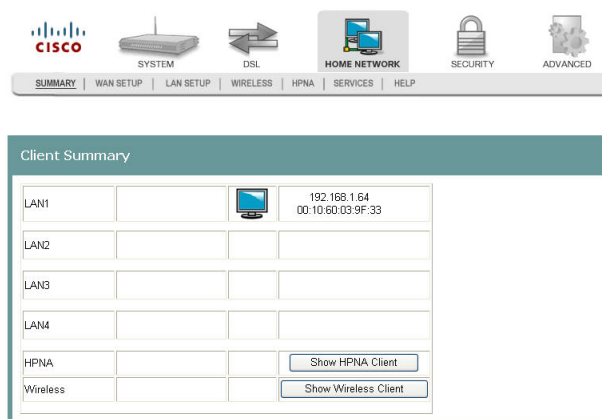 CISCO
SYSTEM DSL HOME NETWORK SECURITY ADVANCED
SUMMARY | WAN SETUP | LAN SETUP | WIRELESS | HPNA | SERVICES | HELP
Client Summary
LAN1 192.168.1.64
00:10:60:03:9F:33
LAN2
LAN3
LAN4
HPNA Show HPNA Client
Wireless Show Wireless Client